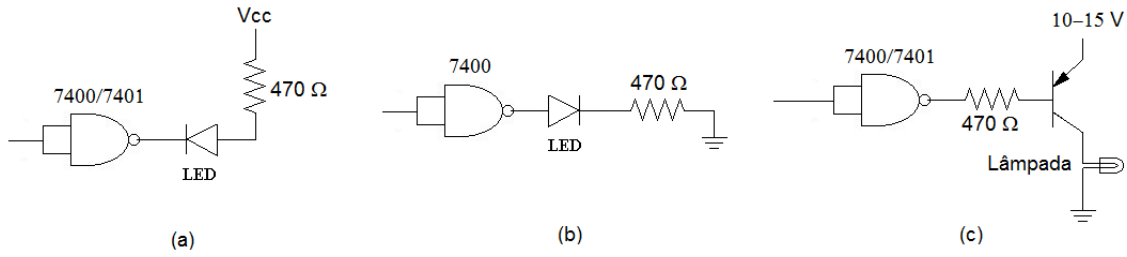 Vcc
470 Ω
7400/7401
LED
(a)
7400
470 Ω
LED
(b)
10–15 V
7400/7401
470 Ω
Lâmpada
(c)